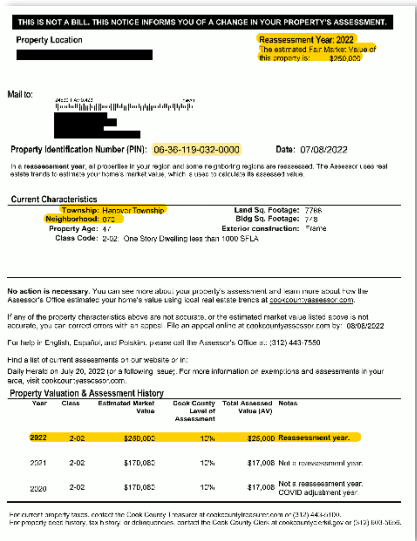 THIS IS NOT A BILL. THIS NOTICE INFORMS YOU OF A CHANGE IN YOUR PROPERTY'S ASSESSMENT.
Property Location
Reassessment Year: 2022
The estimated Fair Market Value of
this property is: $250,000
Mail to:
Property Identification Number (PIN): 06-36-119-032-0000 Date: 07/08/2022
In a reassessment year, all properties in your region and some neighboring regions are reassessed. The Assessor uses real
estate trends to estimate your home's market value, which is used to calculate its assessed value.
Current Characteristics
Township: Hanover Township Land Sq. Footage: 7786
Neighborhood: 070 Bldg Sq. Footage: 748
Property Age: 47 Exterior construction: Frame
Class Code: 2-02: One Story Dwelling less than 1000 SFLA
No action is necessary. You can see more about your property's assessment and learn more about how the
Assessor's Office estimated your home's value using local real estate trends at cookcountyassessor.com.
If any of the property characteristics above are not accurate, or the estimated market value listed above is not
accurate, you can correct errors with an appeal. File an appeal online at cookcountyassessor.com by: 08/08/2022
For help in English, Español, and Polskim, please call the Assessor's Office at: (312) 443-7550
Find a list of current assessments on our website or in:
Daily Herald on July 20, 2022 (or a following issue). For more information on exemptions and assessments in your
area, visit cookcountyassessor.com.
Property Valuation & Assessment History
Year Class Estimated Market Value Cook County Level of Assessment Total Assessed Value (AV) Notes
2022 2-02 $250,000 10% $25,000 Reassessment year.
2021 2-02 $170,080 10% $17,008 Not a reassessment year.
2020 2-02 $170,080 10% $17,008 Not a reassessment year. COVID adjustment year.
For current property taxes, contact the Cook County Treasurer at cookcountytreasurer.com or (312) 443-5100.
For property deed history, tax history, or delinquencies, contact the Cook County Clerk at cookcountyclerkil.gov or (312) 603-5656.